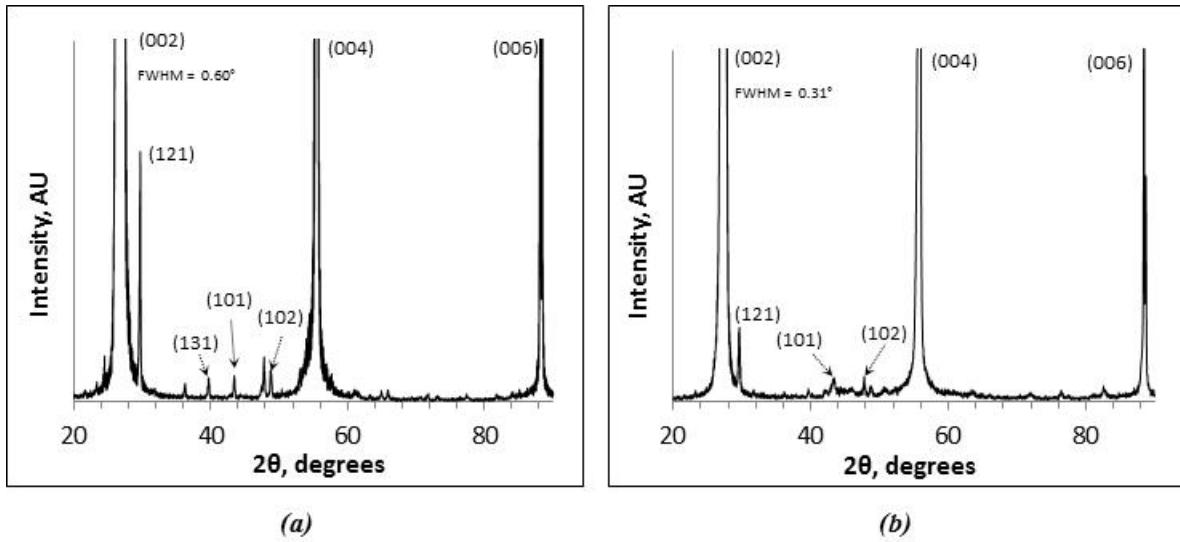 (002)
FWHM = 0.60°
(004)
(006)
(121)
(101)
(131)
(102)
Intensity, AU
20
40
60
80
2θ, degrees
(a)
(002)
FWHM = 0.31°
(004)
(006)
(121)
(101)
(102)
Intensity, AU
20
40
60
80
2θ, degrees
(b)